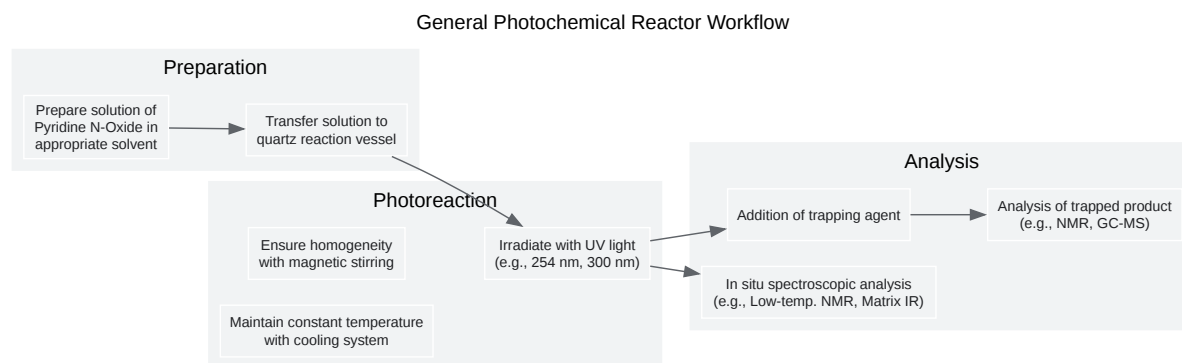 General Photochemical Reactor Workflow
Preparation
Prepare solution of
Pyridine N-Oxide in
appropriate solvent
Transfer solution to
quartz reaction vessel
Photoreaction
Ensure homogeneity
with magnetic stirring
Maintain constant temperature
with cooling system
Irradiate with UV light
(e.g., 254 nm, 300 nm)
Analysis
Addition of trapping agent
Analysis of trapped product
(e.g., NMR, GC-MS)
In situ spectroscopic analysis
(e.g., Low-temp. NMR, Matrix IR)